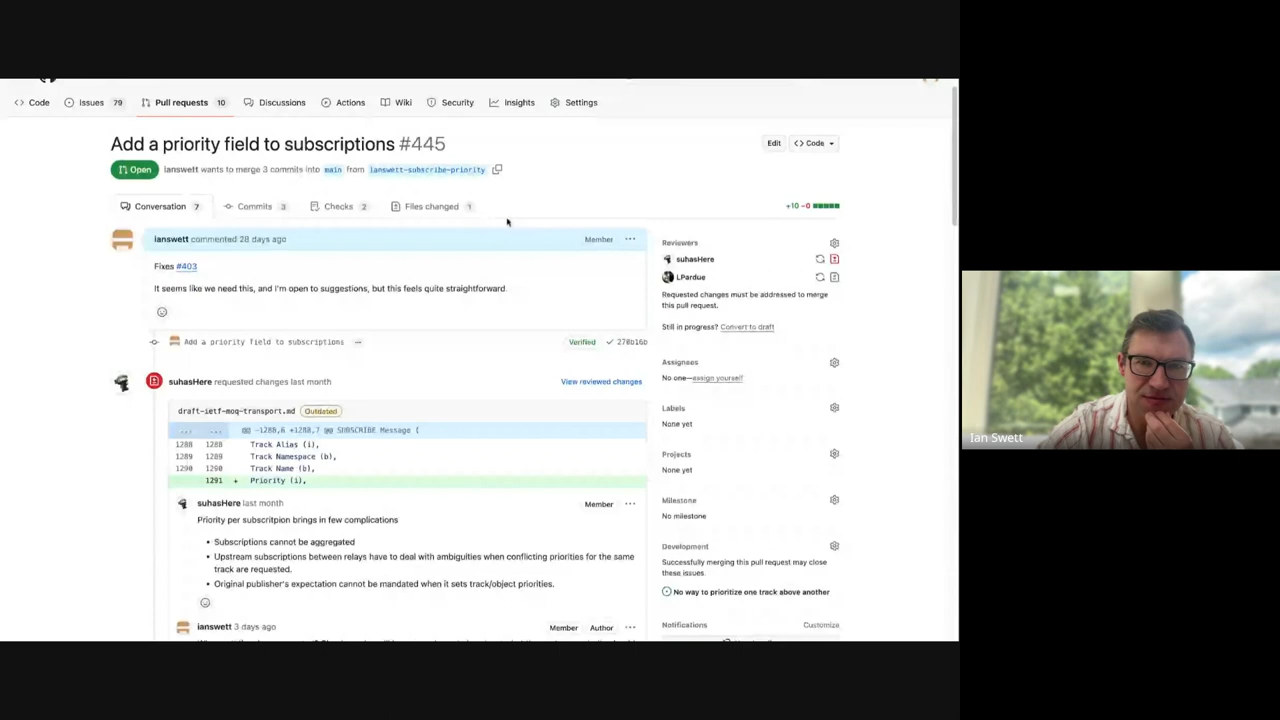 Code
Issues 79
Pull requests 10
Discussions
Actions
Wiki
Security
Insights
Settings
Add a priority field to subscriptions #445
Edit
<> Code
Open
ianswett wants to merge 3 commits into main from ianswett-subscribe-priority
Conversation 7
Commits 3
Checks 2
Files changed 1
+10 −0
ianswett commented 28 days ago
Member
Fixes #403
It seems like we need this, and I'm open to suggestions, but this feels quite straightforward.
Add a priority field to subscriptions
Verified
270b16b
suhasHere requested changes last month
View reviewed changes
draft-ietf-moq-transport.md Outdated
@@ -1288,6 +1288,7 @@ SUBSCRIBE Message {
1288 1288 Track Alias (i),
1289 1289 Track Namespace (b),
1290 1290 Track Name (b),
1291 + Priority (i),
suhasHere last month
Member
Priority per subscritpion brings in few complications
• Subscriptions cannot be aggregated
• Upstream subscriptions between relays have to deal with ambiguities when conflicting priorities for the same
track are requested.
• Original publisher's expectation cannot be mandated when it sets track/object priorities.
ianswett 3 days ago
Member
Author
Reviewers
suhasHere
LPardue
Requested changes must be addressed to merge
this pull request.
Still in progress? Convert to draft
Assignees
No one—assign yourself
Labels
None yet
Projects
None yet
Milestone
No milestone
Development
Successfully merging this pull request may close
these issues.
No way to prioritize one track above another
Notifications
Customize
Ian Swett